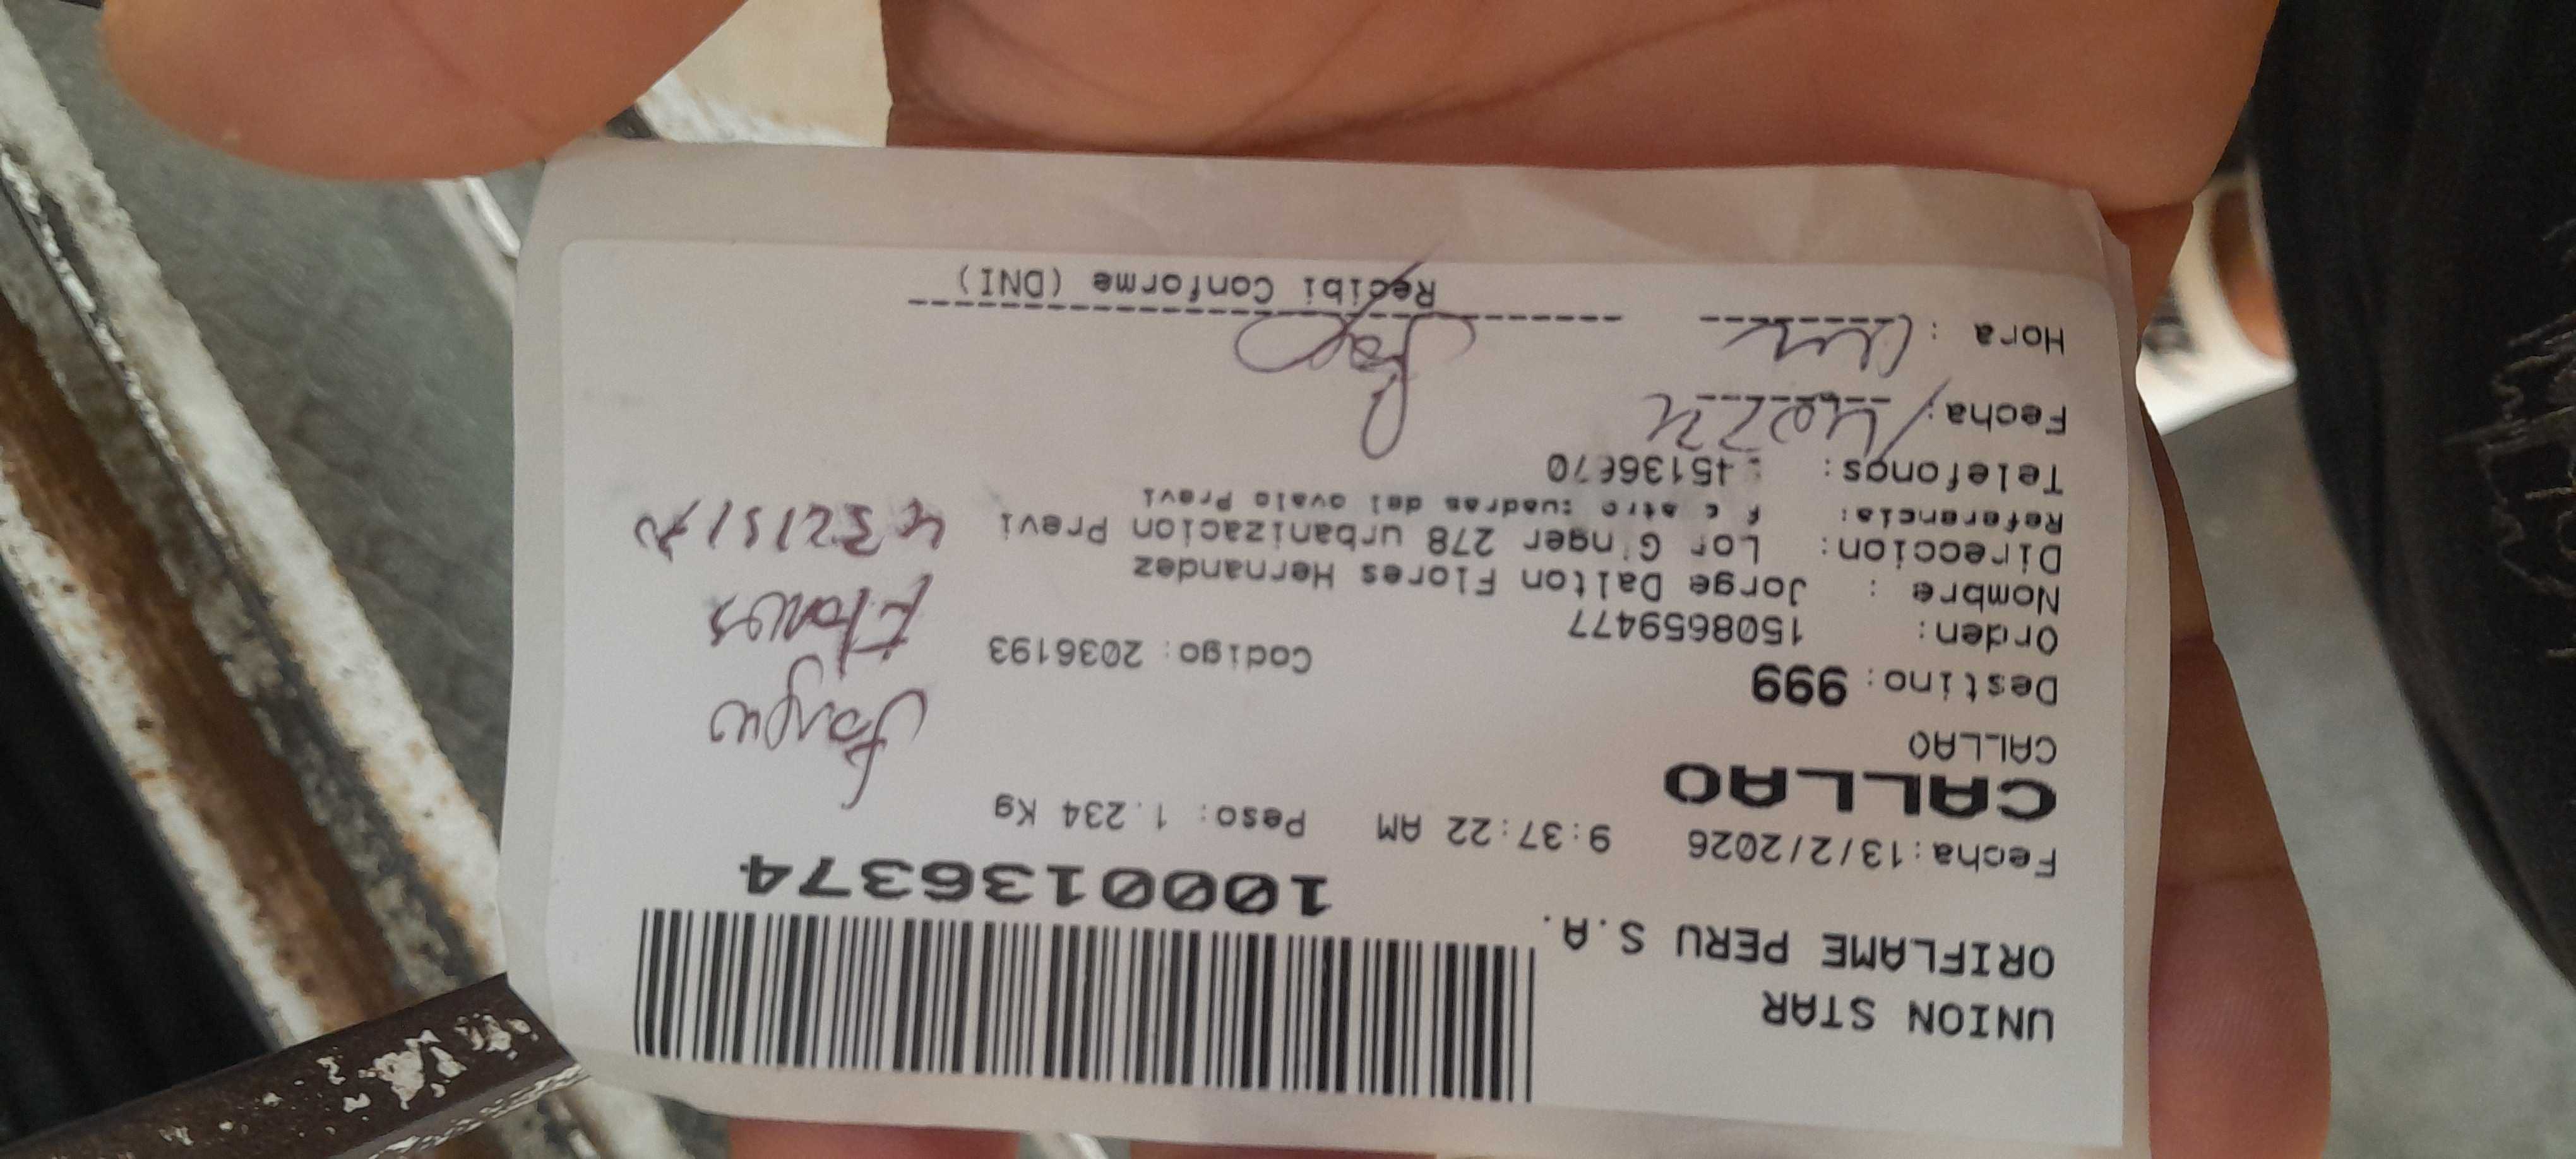 UNION STAR
ORIFLAME PERU S.A.
1000136374
Fecha:13/2/2026 9:37:22 AM Peso: 1.234 Kg
CALLAO
CALLAO
Destino: 999
Orden: 1508659477 Codigo: 2036193
Nombre : Jorge Dalton Flores Hernandez
Direccion: 278 urbanizacion Previ
Referencia: cuadras del ovalo Previ
Telefonos:
Fecha:
Hora :
Recibi Conforme (DNI)
Jorge
Flores